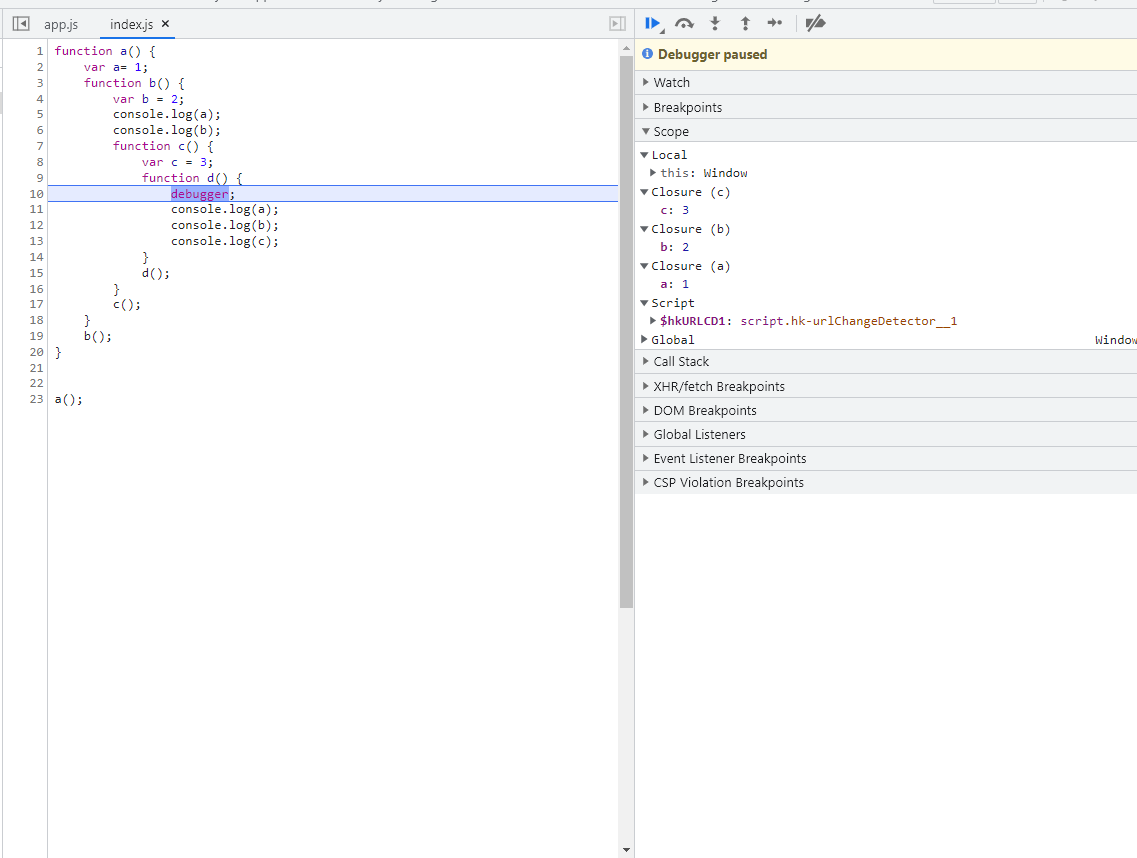 app.js index.js ×
1 function a() {
2 var a= 1;
3 function b() {
4 var b = 2;
5 console.log(a);
6 console.log(b);
7 function c() {
8 var c = 3;
9 function d() {
10 debugger;
11 console.log(a);
12 console.log(b);
13 console.log(c);
14 }
15 d();
16 }
17 c();
18 }
19 b();
20 }
21
22
23 a();
Debugger paused
Watch
Breakpoints
Scope
Local
this: Window
Closure (c)
c: 3
Closure (b)
b: 2
Closure (a)
a: 1
Script
$hkURLCD1: script.hk-urlChangeDetector__1
Global Window
Call Stack
XHR/fetch Breakpoints
DOM Breakpoints
Global Listeners
Event Listener Breakpoints
CSP Violation Breakpoints